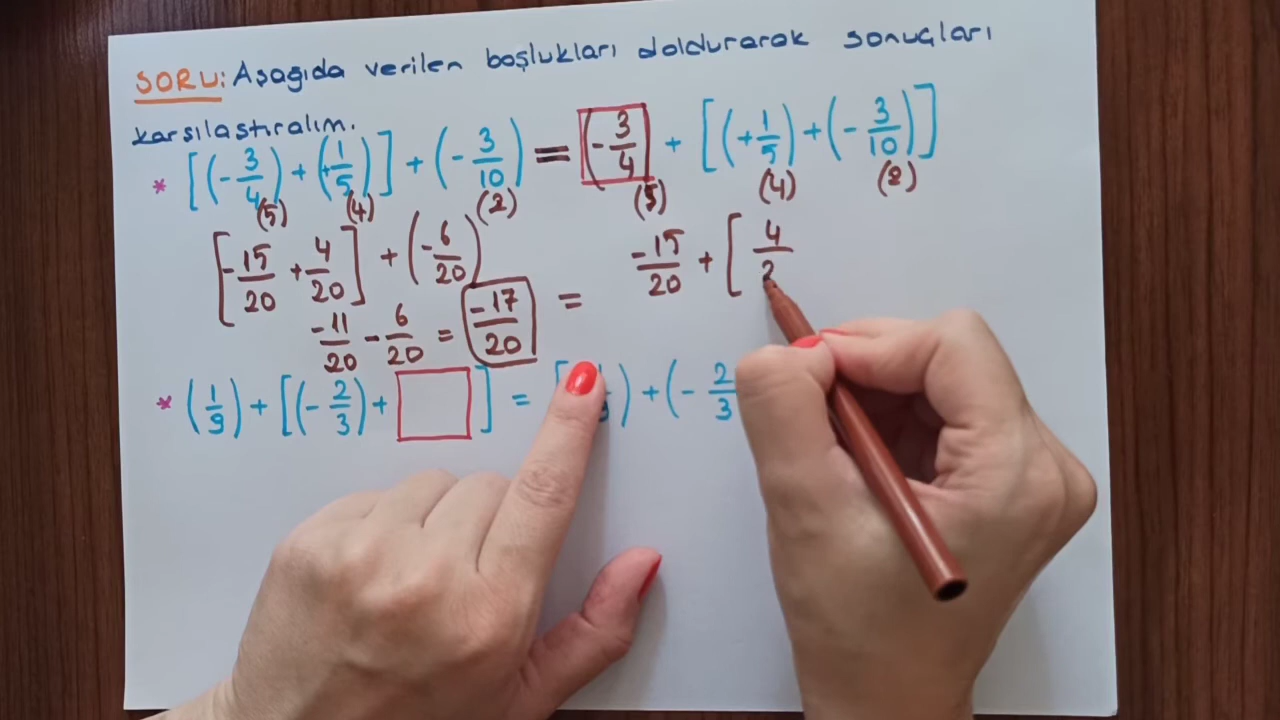 SORU: Aşağıda verilen boşlukları doldurarak sonuçları
karşılaştıralım.
* [(-3/4) + (+1/5)] + (-3/10) = (-3/4) + [(+1/5) + (-3/10)]
(5) (4) (2) (5) (4) (2)
[-15/20 + 4/20] + (-6/20) -15/20 + [4/2
-11/20 - 6/20 = -17/20 =
* (1/9) + [(-2/3) + ] = [ ) + (-2/3